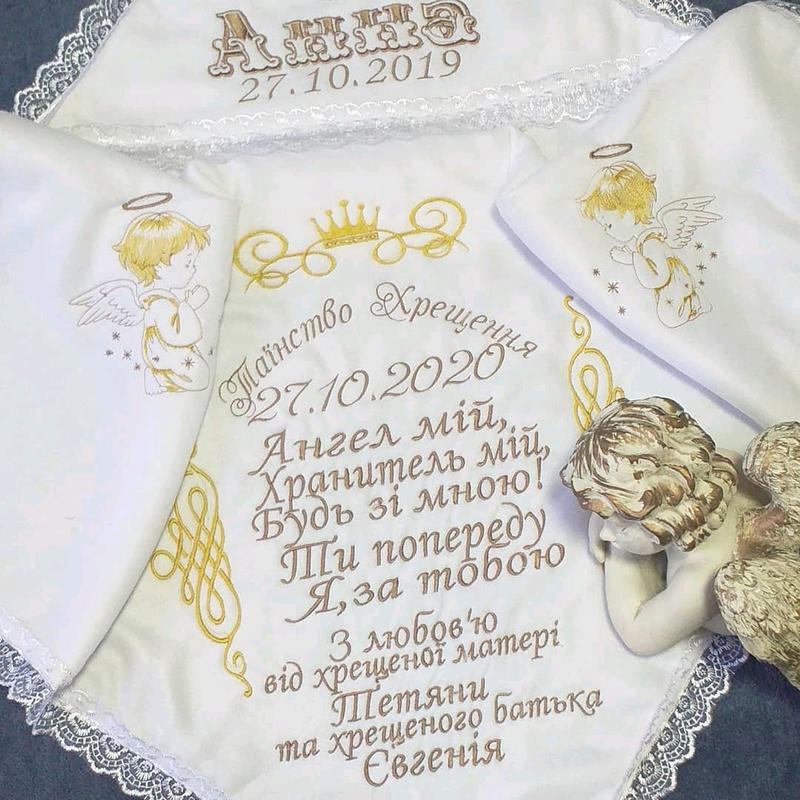 Анна
27.10.2019
Таїнство Хрещення
27.10.2020
Ангел мій,
Хранитель мій,
Будь зі мною!
Ти попереду
Я,за тобою
З любов'ю
від хрещеної матері
Тетяни
та хрещеного батька
Євгенія